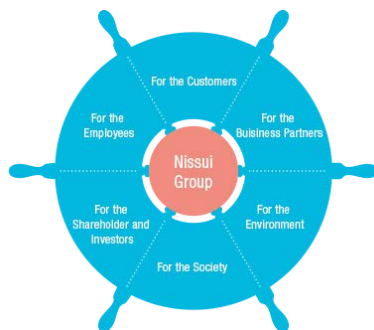 For the Customers
For the
Buisiness Partners
For the
Environment
For the Society
For the
Shareholder and
Investors
For the
Employees
Nissui
Group